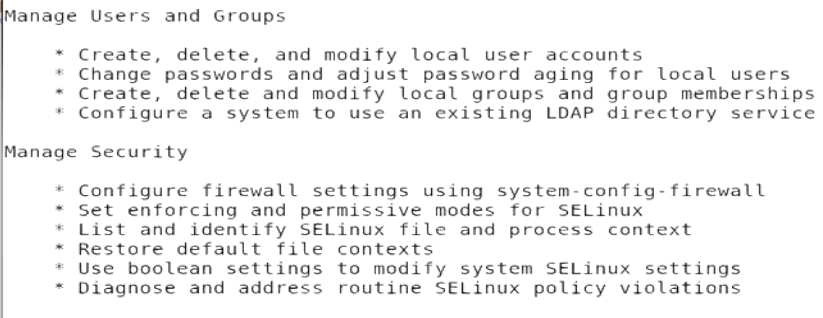 Manage Users and Groups
* Create, delete, and modify local user accounts
* Change passwords and adjust password aging for local users
* Create, delete and modify local groups and group memberships
* Configure a system to use an existing LDAP directory service
Manage Security
* Configure firewall settings using system-config-firewall
* Set enforcing and permissive modes for SELinux
* List and identify SELinux file and process context
* Restore default file contexts
* Use boolean settings to modify system SELinux settings
* Diagnose and address routine SELinux policy violations